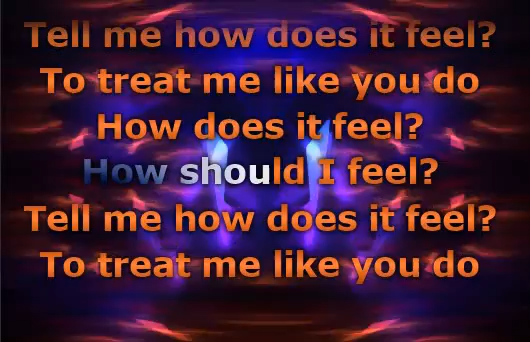 Tell me how does it feel?
To treat me like you do
How does it feel?
How should I feel?
Tell me how does it feel?
To treat me like you do